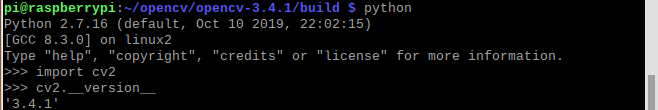 pi@raspberrypi:~/opencv/opencv-3.4.1/build $ python
Python 2.7.16 (default, Oct 10 2019, 22:02:15)
[GCC 8.3.0] on linux2
Type "help", "copyright", "credits" or "license" for more information.
>>> import cv2
>>> cv2.__version__
'3.4.1'